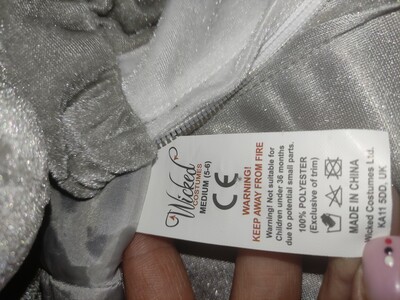 Wicked
COSTUMES
MEDIUM (5-6)
CE
WARNING!
KEEP AWAY FROM FIRE
Warning! Not suitable for
Children under 36 months
due to potential small parts.
100% POLYESTER
(Exclusive of trim)
MADE IN CHINA
Wicked Costumes Ltd.
KA11 5DD, UK